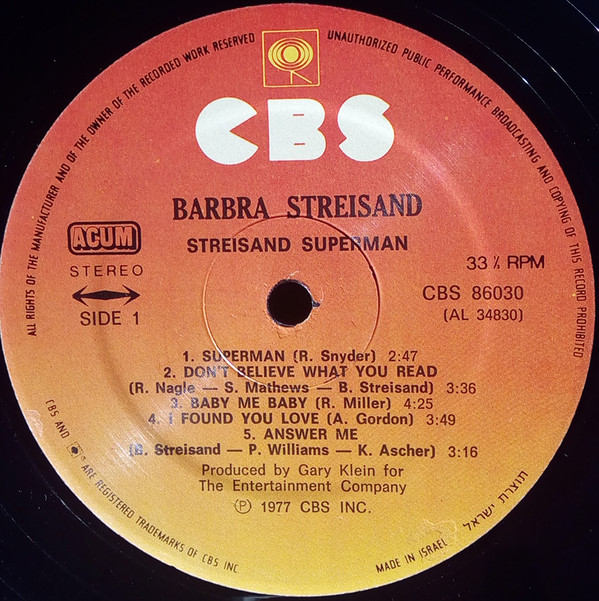 ALL RIGHTS OF THE MANUFACTURER AND OF THE OWNER OF THE RECORDED WORK RESERVED
UNAUTHORIZED PUBLIC PERFORMANCE BROADCASTING AND COPYING OF THIS RECORD PROHIBITED
CBS
BARBRA STREISAND
STREISAND SUPERMAN
ACUM
STEREO
SIDE 1
33⅓ RPM
CBS 86030
(AL 34830)
1. SUPERMAN (R. Snyder) 2:47
2. DON'T BELIEVE WHAT YOU READ
(R. Nagle — S. Mathews — B. Streisand) 3:36
3. BABY ME BABY (R. Miller) 4:25
4. I FOUND YOU LOVE (A. Gordon) 3:49
5. ANSWER ME
(B. Streisand — P. Williams — K. Ascher) 3:16
Produced by Gary Klein for
The Entertainment Company
Ⓟ 1977 CBS INC.
CBS AND ® ARE REGISTERED TRADEMARKS OF CBS INC
MADE IN ISRAEL תוצרת ישראל